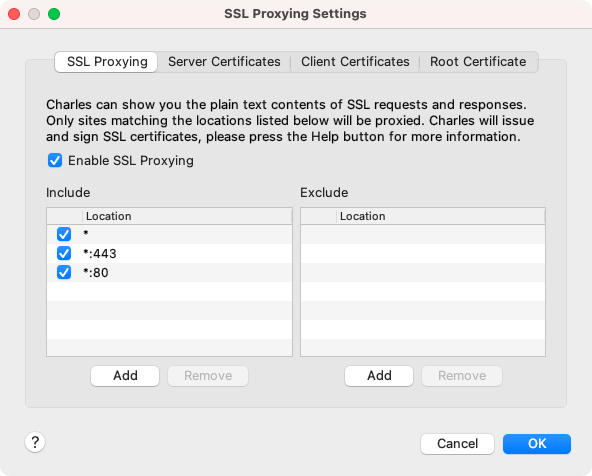 SSL Proxying Settings
SSL Proxying Server Certificates Client Certificates Root Certificate
Charles can show you the plain text contents of SSL requests and responses.
Only sites matching the locations listed below will be proxied. Charles will issue
and sign SSL certificates, please press the Help button for more information.
Enable SSL Proxying
Include Exclude
Location Location
*
*:443
*:80
Add Remove Add Remove
? Cancel OK